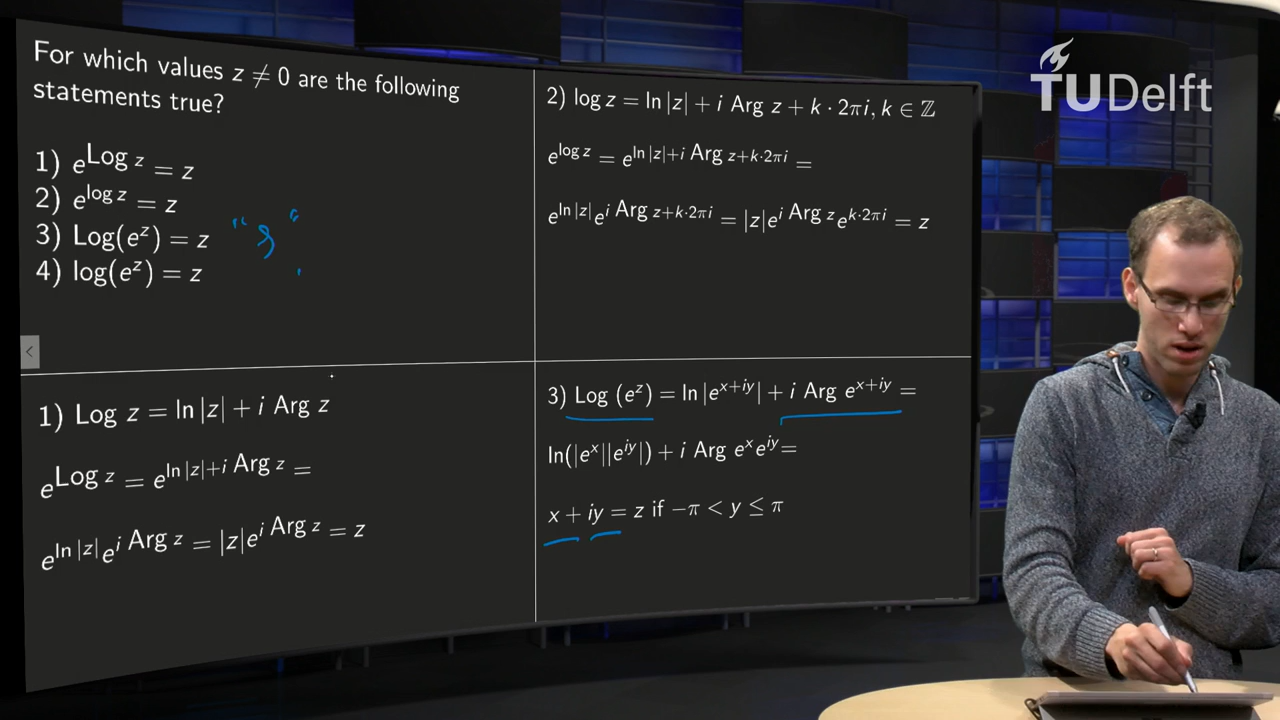 For which values z ≠ 0 are the following
statements true?
1) e^{Log z} = z
2) e^{log z} = z
3) Log(e^z) = z
4) log(e^z) = z
2) log z = ln |z| + i Arg z + k · 2πi, k ∈ ℤ
e^{log z} = e^{ln |z|+i Arg z+k·2πi} =
e^{ln |z|}e^{i Arg z+k·2πi} = |z|e^{i Arg z}e^{k·2πi} = z
1) Log z = ln |z| + i Arg z
e^{Log z} = e^{ln |z|+i Arg z} =
e^{ln |z|}e^{i Arg z} = |z|e^{i Arg z} = z
3) Log (e^z) = ln |e^{x+iy}| + i Arg e^{x+iy} =
ln(|e^x||e^{iy}|) + i Arg e^x e^{iy}=
x + iy = z if −π < y ≤ π
TUDelft